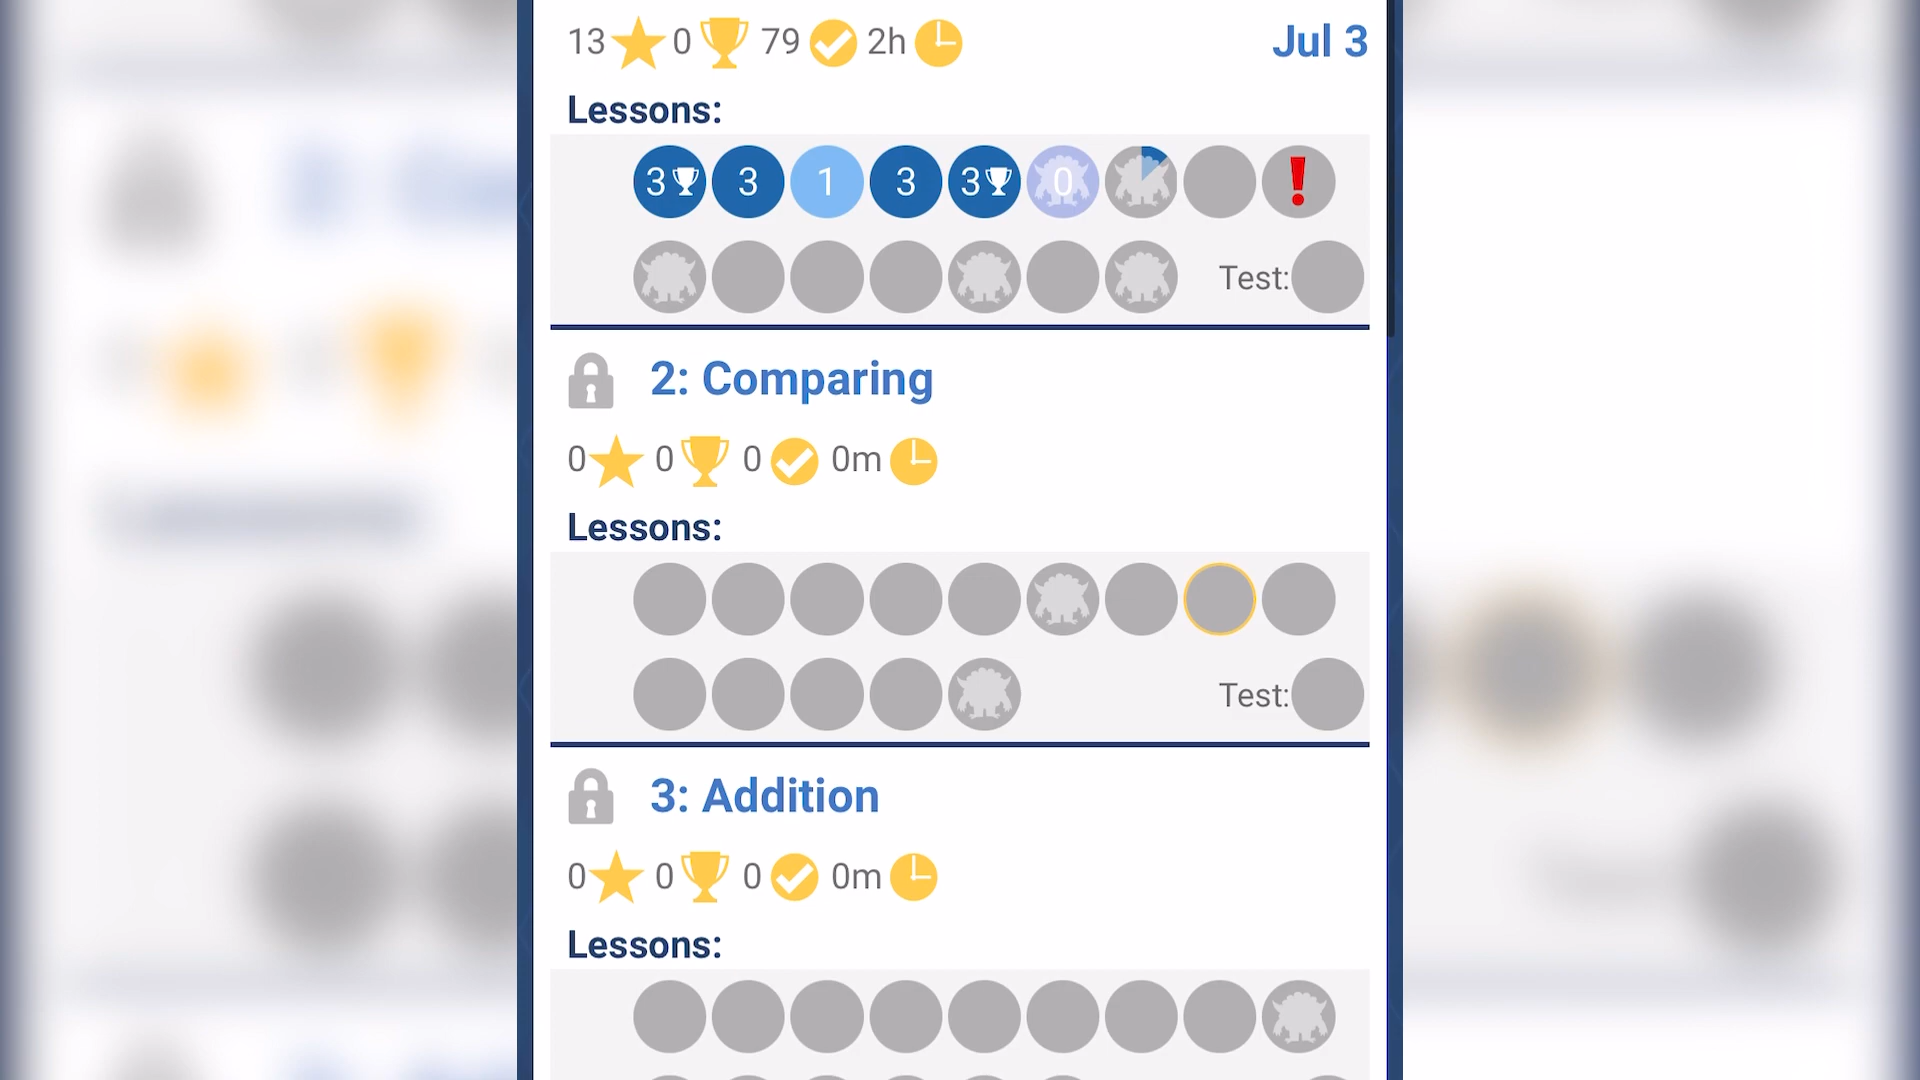 13 0 79 2h Jul 3
Lessons:
3 3 1 3 3 0 !
Test:
2: Comparing
0 0 0 0m
Lessons:
Test:
3: Addition
0 0 0 0m
Lessons: